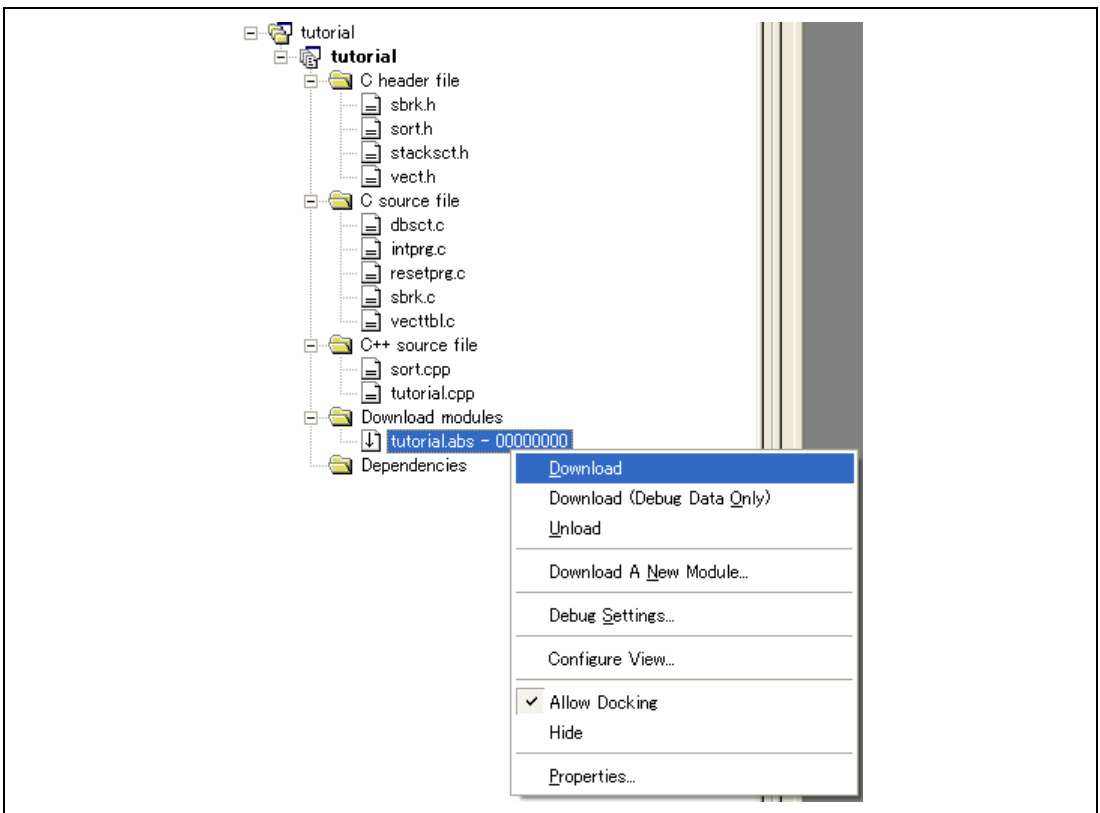 tutorial
tutorial
C header file
sbrk.h
sort.h
stacksct.h
vect.h
C source file
dbsct.c
intprg.c
resetprg.c
sbrk.c
vecttbl.c
C++ source file
sort.cpp
tutorial.cpp
Download modules
tutorial.abs - 00000000
Dependencies
Download
Download (Debug Data Only)
Unload
Download A New Module...
Debug Settings...
Configure View...
Allow Docking
Hide
Properties...